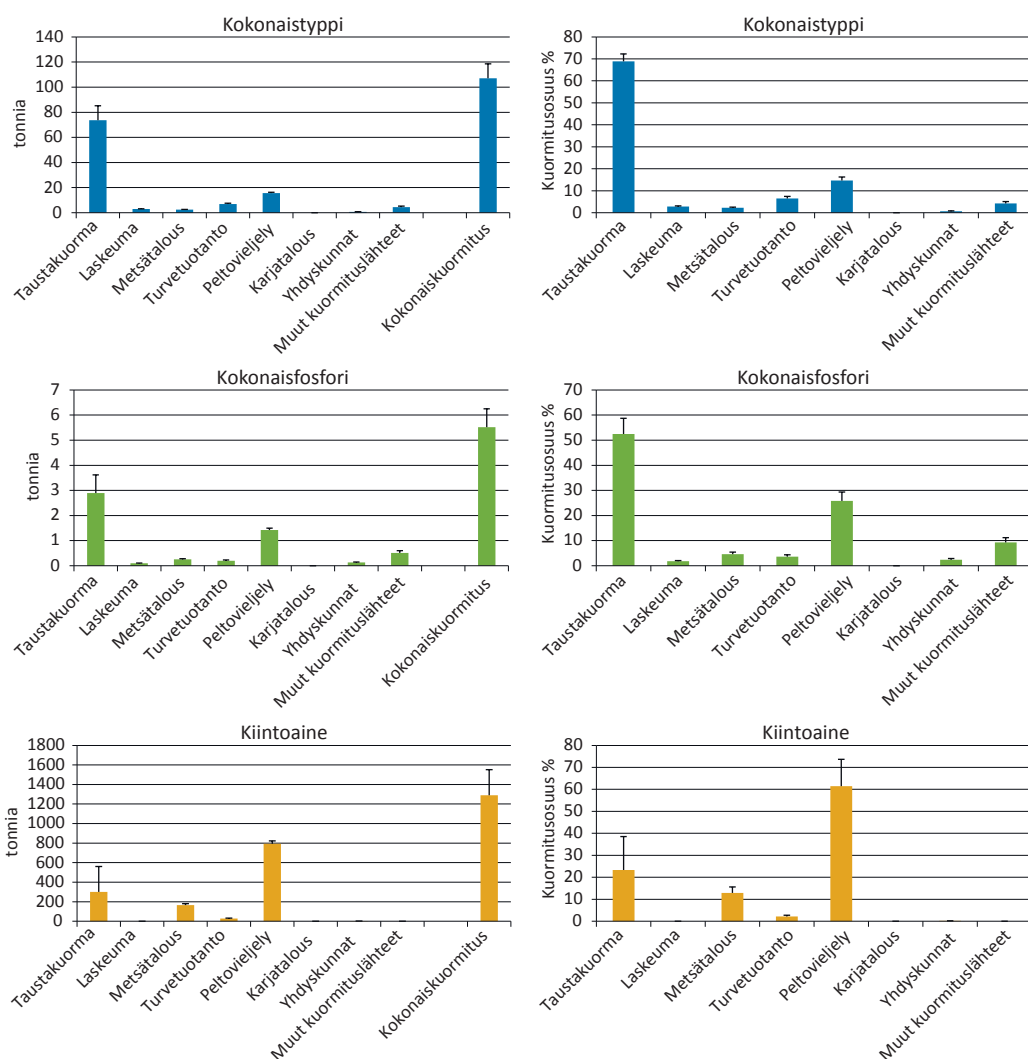 Kokonaistyppi
140
120
100
80
60
40
20
0
tonnia
Taustakuorma
Laskeuma
Metsätalous
Turvetuotanto
Peltovieljely
Karjatalous
Yhdyskunnat
Muut kuormituslähteet
Kokonaiskuormitus
Kokonaistyppi
80
70
60
50
40
30
20
10
0
Kuormitusosuus %
Taustakuorma
Laskeuma
Metsätalous
Turvetuotanto
Peltovieljely
Karjatalous
Yhdyskunnat
Muut kuormituslähteet
Kokonaisfosfori
7
6
5
4
3
2
1
0
tonnia
Taustakuorma
Laskeuma
Metsätalous
Turvetuotanto
Peltovieljely
Karjatalous
Yhdyskunnat
Muut kuormituslähteet
Kokonaiskuormitus
Kokonaisfosfori
70
60
50
40
30
20
10
0
Kuormitusosuus %
Taustakuorma
Laskeuma
Metsätalous
Turvetuotanto
Peltovieljely
Karjatalous
Yhdyskunnat
Muut kuormituslähteet
Kiintoaine
1800
1600
1400
1200
1000
800
600
400
200
0
tonnia
Taustakuorma
Laskeuma
Metsätalous
Turvetuotanto
Peltovieljely
Karjatalous
Yhdyskunnat
Muut kuormituslähteet
Kokonaiskuormitus
Kiintoaine
80
70
60
50
40
30
20
10
0
Kuormitusosuus %
Taustakuorma
Laskeuma
Metsätalous
Turvetuotanto
Peltovieljely
Karjatalous
Yhdyskunnat
Muut kuormituslähteet